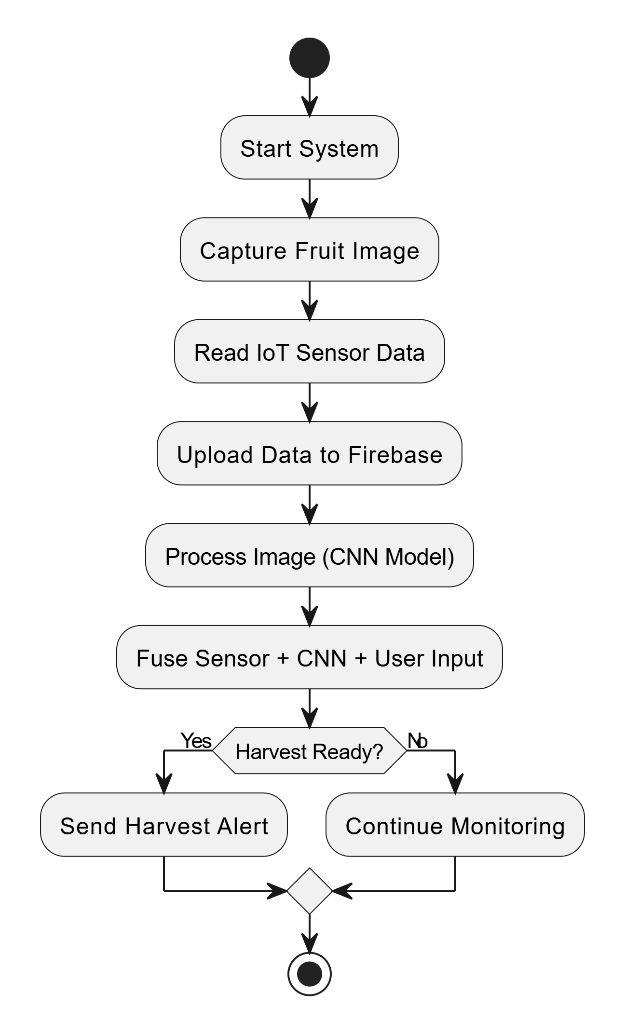 Start System
Capture Fruit Image
Read IoT Sensor Data
Upload Data to Firebase
Process Image (CNN Model)
Fuse Sensor + CNN + User Input
Yes
Harvest Ready?
No
Send Harvest Alert
Continue Monitoring